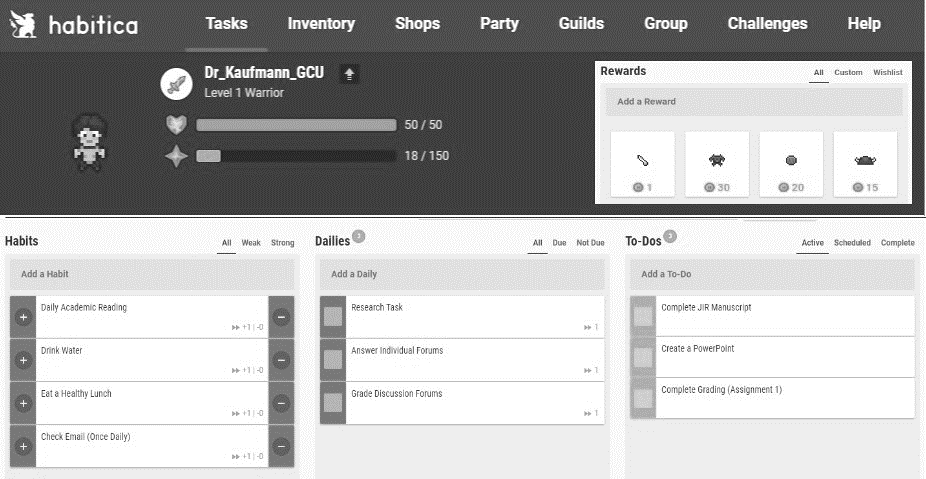 habitica Tasks Inventory Shops Party Guilds Group Challenges Help
Dr_Kaufmann_GCU
Level 1 Warrior
50 / 50
18 / 150
Rewards All Custom Wishlist
Add a Reward
1 30 20 15
Habits All Weak Strong
Add a Habit
Daily Academic Reading
+1 | -0
Drink Water
+1 | -0
Eat a Healthy Lunch
+1 | -0
Check Email (Once Daily)
+1 | -0
Dailies 3 All Due Not Due
Add a Daily
Research Task
1
Answer Individual Forums
1
Grade Discussion Forums
1
To-Dos 3 Active Scheduled Complete
Add a To-Do
Complete JIR Manuscript
Create a PowerPoint
Complete Grading (Assignment 1)